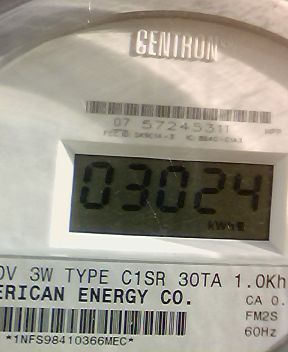 CENTRON
07 57245311
03024
0V 3W TYPE C1SR 30TA 1.0Kh
ERICAN ENERGY CO.
CA 0.
FM2S
60Hz
*1NFS98410366MEC*